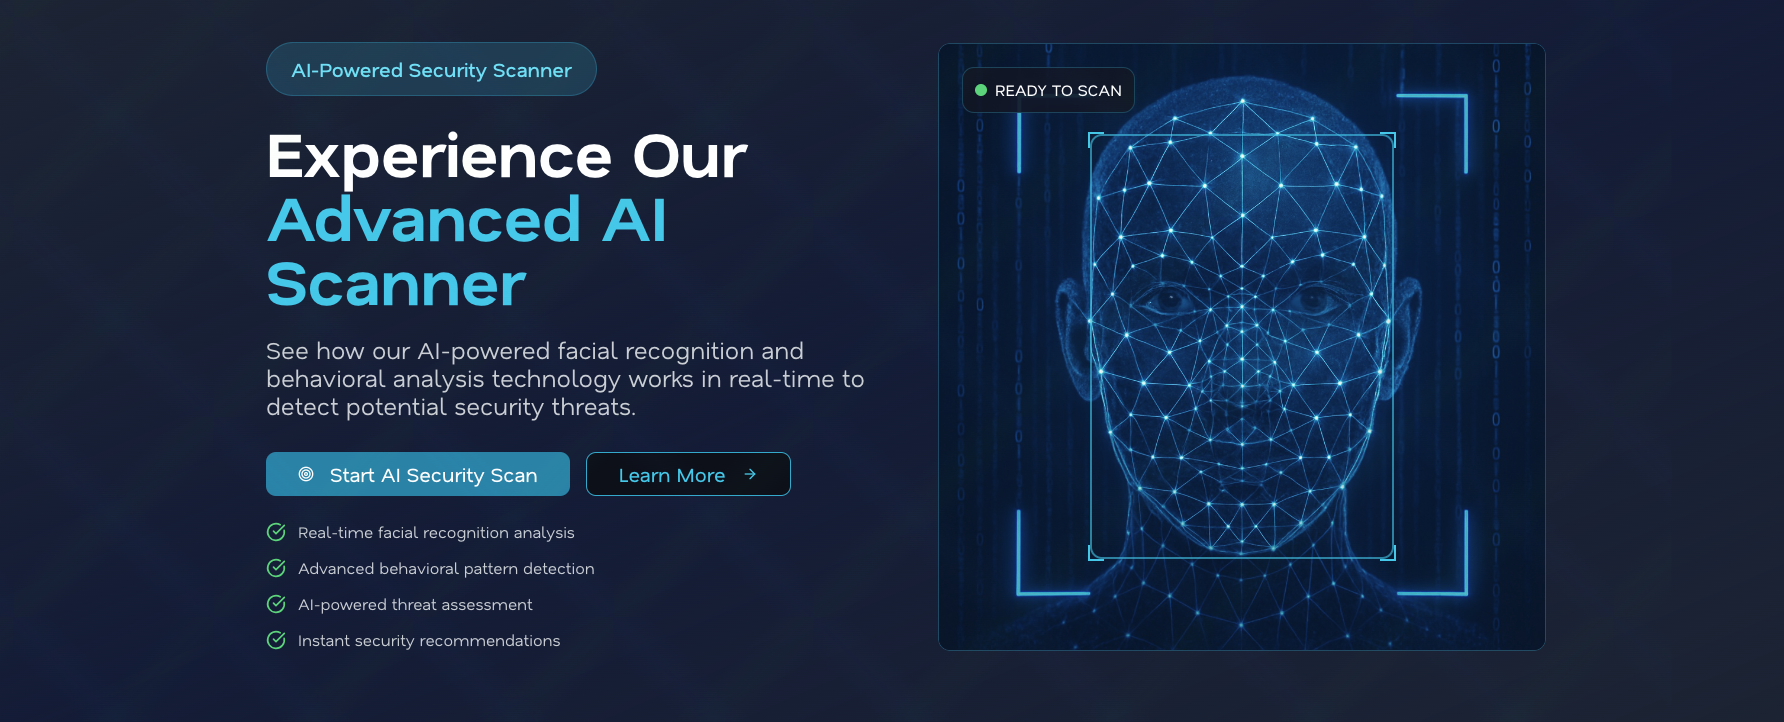 AI-Powered Security Scanner
Experience Our
Advanced AI
Scanner
See how our AI-powered facial recognition and
behavioral analysis technology works in real-time to
detect potential security threats.
Start AI Security Scan
Learn More
Real-time facial recognition analysis
Advanced behavioral pattern detection
AI-powered threat assessment
Instant security recommendations
READY TO SCAN